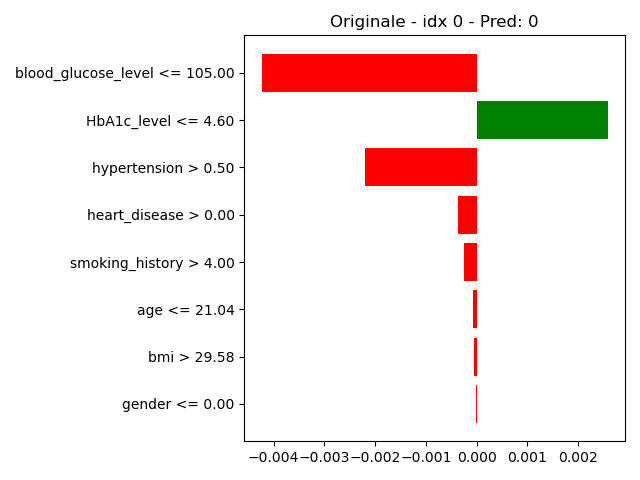 Originale - idx 0 - Pred: 0
blood_glucose_level <= 105.00
HbA1c_level <= 4.60
hypertension > 0.50
heart_disease > 0.00
smoking_history > 4.00
age <= 21.04
bmi > 29.58
gender <= 0.00
−0.004 −0.003 −0.002 −0.001 0.000 0.001 0.002